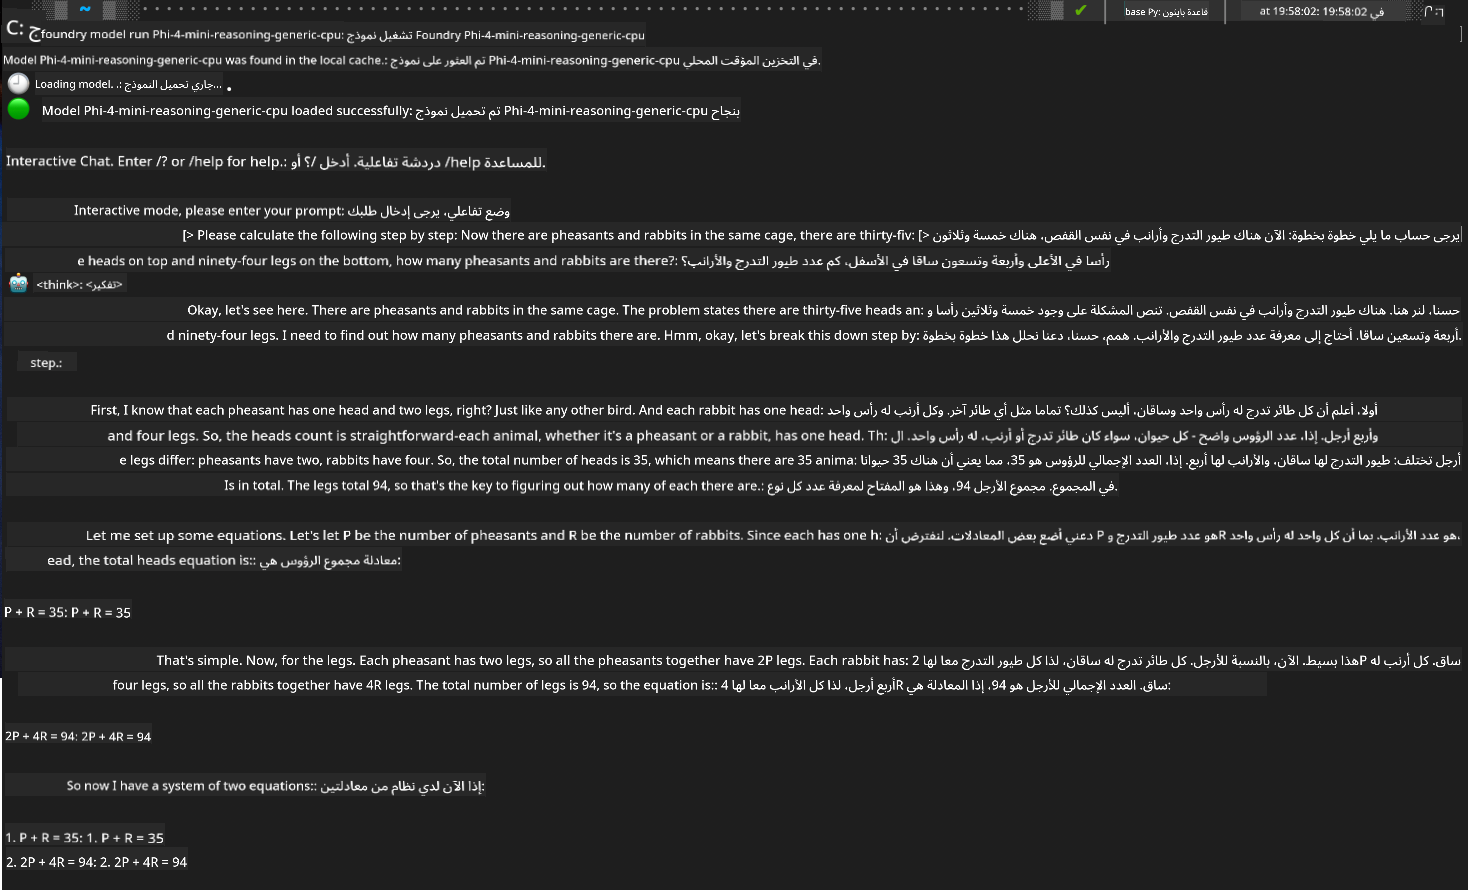 ~ ✔ base Py: قاعدة بايثون at 19:58:02: 19:58:02 في
C: ج foundry model run Phi-4-mini-reasoning-generic-cpu: تشغيل نموذج Foundry Phi-4-mini-reasoning-generic-cpu
Model Phi-4-mini-reasoning-generic-cpu was found in the local cache.: تم العثور على نموذج Phi-4-mini-reasoning-generic-cpu في التخزين المؤقت المحلي.
Loading model. .: جاري تحميل النموذج...
Model Phi-4-mini-reasoning-generic-cpu loaded successfully: تم تحميل نموذج Phi-4-mini-reasoning-generic-cpu بنجاح
Interactive Chat. Enter /? or /help for help.: دردشة تفاعلية. أدخل /؟ أو /help للمساعدة.
Interactive mode, please enter your prompt: وضع تفاعلي، يرجى إدخال طلبك
[> Please calculate the following step by step: Now there are pheasants and rabbits in the same cage, there are thirty-fiv: [> يرجى حساب ما يلي خطوة بخطوة: الآن هناك طيور التدرج وأرانب في نفس القفص، هناك خمسة وثلاثون
e heads on top and ninety-four legs on the bottom, how many pheasants and rabbits are there?: رأسا في الأعلى وأربعة وتسعون ساقا في الأسفل، كم عدد طيور التدرج والأرانب؟
<think>: <تفكير>
Okay, let's see here. There are pheasants and rabbits in the same cage. The problem states there are thirty-five heads an: حسنا، لنر هنا. هناك طيور التدرج وأرانب في نفس القفص. تنص المشكلة على وجود خمسة وثلاثين رأسا و
d ninety-four legs. I need to find out how many pheasants and rabbits there are. Hmm, okay, let's break this down step by: أربعة وتسعين ساقا. أحتاج إلى معرفة عدد طيور التدرج والأرانب. همم، حسنا، دعنا نحلل هذا خطوة بخطوة.
step.:
First, I know that each pheasant has one head and two legs, right? Just like any other bird. And each rabbit has one head: أولا، أعلم أن كل طائر تدرج له رأس واحد وساقان، أليس كذلك؟ تماما مثل أي طائر آخر. وكل أرنب له رأس واحد
and four legs. So, the heads count is straightforward-each animal, whether it's a pheasant or a rabbit, has one head. Th: وأربع أرجل. إذا، عدد الرؤوس واضح - كل حيوان، سواء كان طائر تدرج أو أرنب، له رأس واحد. ال
e legs differ: pheasants have two, rabbits have four. So, the total number of heads is 35, which means there are 35 anima: أرجل تختلف: طيور التدرج لها ساقان، والأرانب لها أربع. إذا، العدد الإجمالي للرؤوس هو 35، مما يعني أن هناك 35 حيوانا
Is in total. The legs total 94, so that's the key to figuring out how many of each there are.: في المجموع. مجموع الأرجل 94، وهذا هو المفتاح لمعرفة عدد كل نوع.
Let me set up some equations. Let's let P be the number of pheasants and R be the number of rabbits. Since each has one h: دعني أضع بعض المعادلات. لنفترض أن P هو عدد طيور التدرج و R هو عدد الأرانب. بما أن كل واحد له رأس واحد،
ead, the total heads equation is:: معادلة مجموع الرؤوس هي:
P + R = 35: P + R = 35
That's simple. Now, for the legs. Each pheasant has two legs, so all the pheasants together have 2P legs. Each rabbit has: هذا بسيط. الآن، بالنسبة للأرجل. كل طائر تدرج له ساقان، لذا كل طيور التدرج معا لها 2P ساق. كل أرنب له
four legs, so all the rabbits together have 4R legs. The total number of legs is 94, so the equation is:: أربع أرجل، لذا كل الأرانب معا لها 4R ساق. العدد الإجمالي للأرجل هو 94، إذا المعادلة هي:
2P + 4R = 94: 2P + 4R = 94
So now I have a system of two equations:: إذا الآن لدي نظام من معادلتين:
1. P + R = 35: 1. P + R = 35
2. 2P + 4R = 94: 2. 2P + 4R = 94